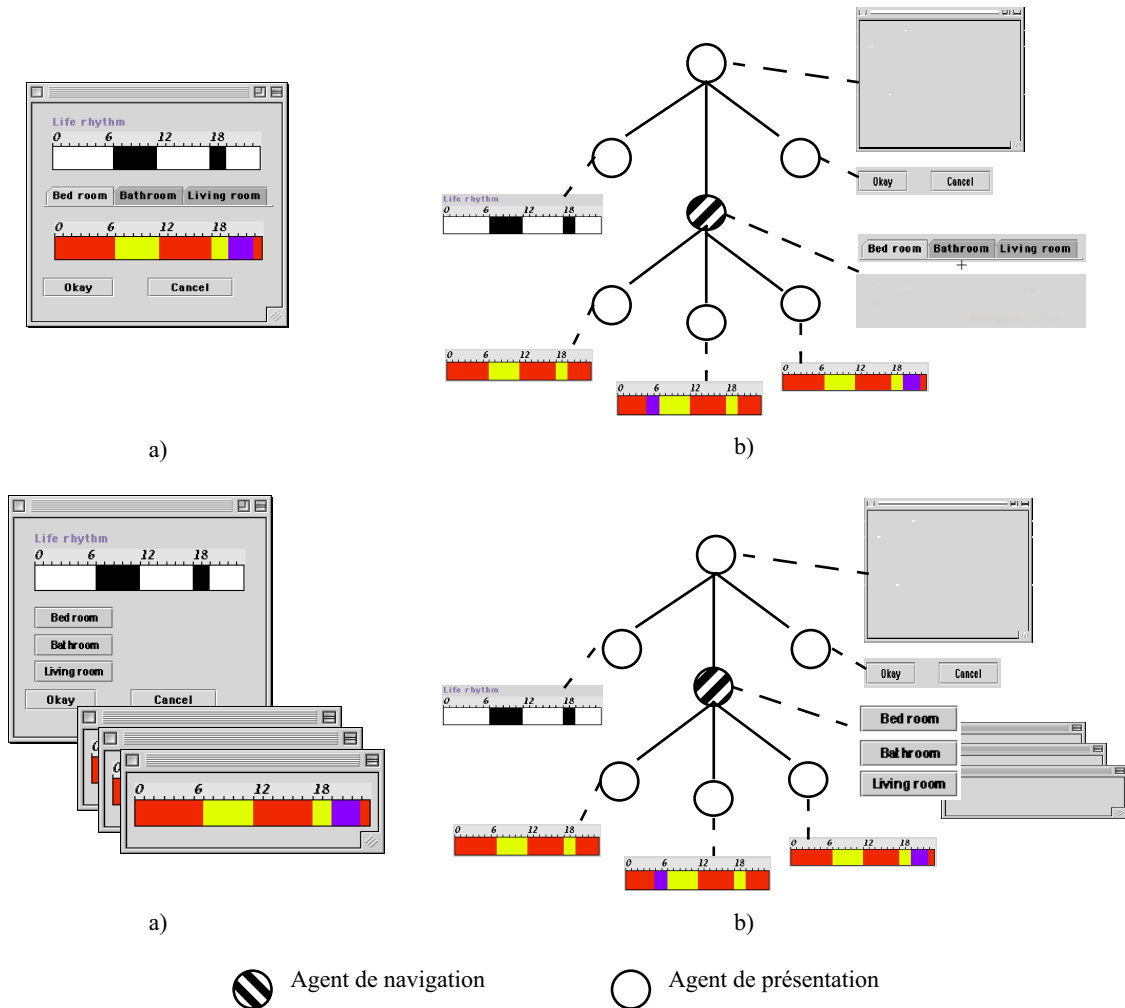 Life rhythm
0 6 12 18
Bed room Bathroom Living room
0 6 12 18
Okay Cancel
a)
Okay Cancel
Life rhythm
0 6 12 18
Bed room Bathroom Living room
+
0 6 12 18
0 6 12 18
0 6 12 18
b)
Life rhythm
0 6 12 18
Bed room
Bathroom
Living room
Okay Cancel
0
0
0 6 12 18
a)
Okay Cancel
Life rhythm
0 6 12 18
Bed room
Bathroom
Living room
0 6 12 18
0 6 12 18
0 6 12 18
b)
Agent de navigation Agent de présentation